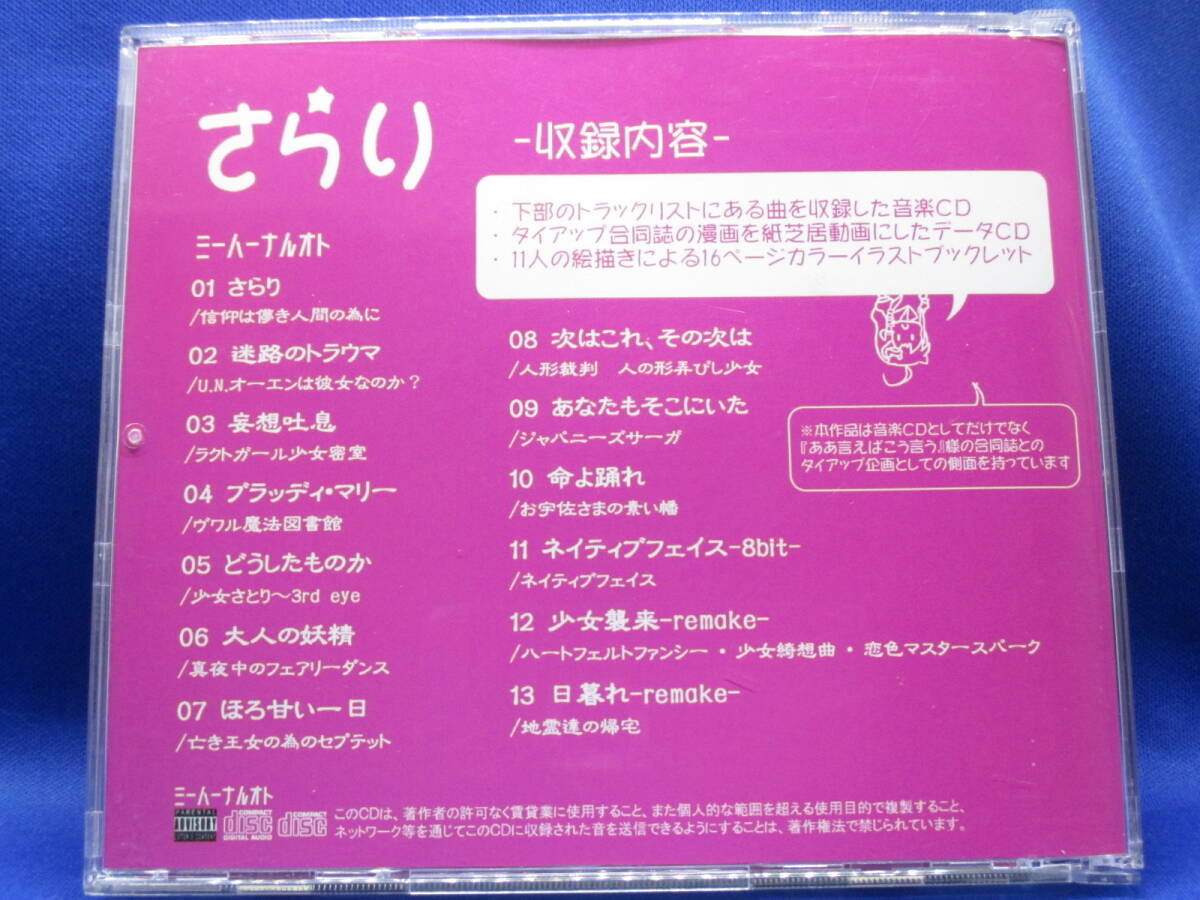 さらり
-収録内容-
・下部のトラックリストにある曲を収録した音楽CD
・タイアップ合同誌の漫画を紙芝居動画にしたデータCD
・11人の絵描きによる16ページカラーイラストブックレット
ミーハーナルオト
01 さらり
/信仰は儚き人間の為に
02 迷路のトラウマ
/U.N.オーエンは彼女なのか？
03 妄想吐息
/ラクトガール少女密室
04 ブラッディ・マリー
/ヴワル魔法図書館
05 どうしたものか
/少女さとり～3rd eye
06 大人の妖精
/真夜中のフェアリーダンス
07 ほろ甘い一日
/亡き王女の為のセプテット
08 次はこれ、その次は
/人形裁判　人の形弄びし少女
09 あなたもそこにいた
/ジャパニーズサーガ
10 命よ踊れ
/お宇佐さまの素い幡
11 ネイティブフェイス-8bit-
/ネイティブフェイス
12 少女襲来-remake-
/ハートフェルトファンシー・少女綺想曲・恋色マスタースパーク
13 日暮れ-remake-
/地霊達の帰宅
※本作品は音楽CDとしてだけでなく
『ああ言えばこう言う』様の合同誌との
タイアップ企画としての側面を持っています
ミーハーナルオト
PARENTAL
ADVISORY
EXPLICIT CONTENT
COMPACT
disc
DIGITAL AUDIO
COMPACT
disc
このCDは、著作者の許可なく賃貸業に使用すること、また個人的な範囲を超える使用目的で複製すること、
ネットワーク等を通じてこのCDに収録された音を送信できるようにすることは、著作権法で禁じられています。